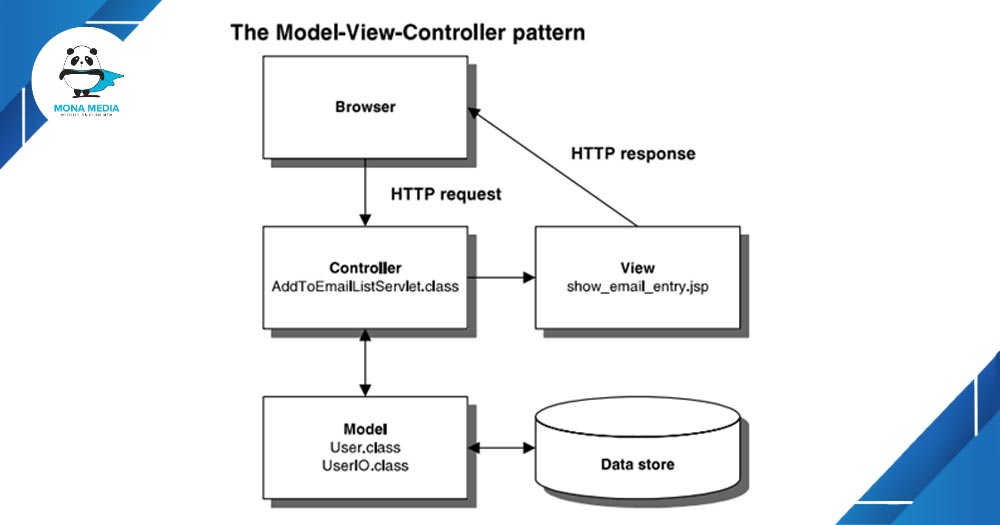 The Model-View-Controller pattern
MONA MEDIA
Browser
HTTP response
HTTP request
Controller
AddToEmailListServlet.class
View
show_email_entry.jsp
Model
User.class
UserIO.class
Data store